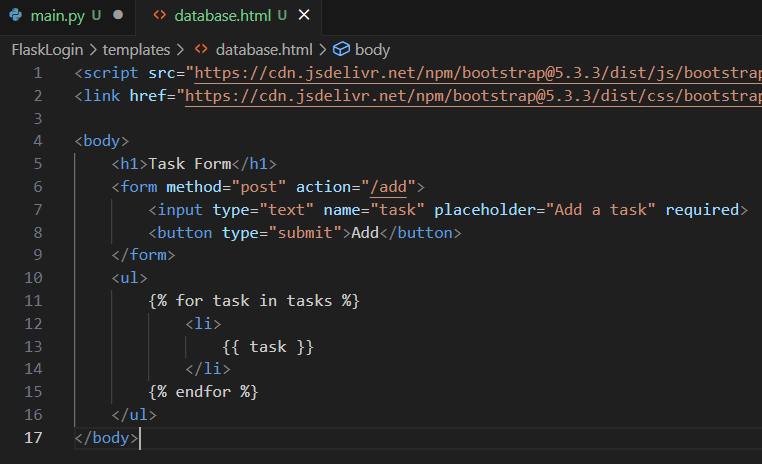 main.py U ● <> database.html U ×
FlaskLogin > templates > <> database.html > body
1 <script src="https://cdn.jsdelivr.net/npm/bootstrap@5.3.3/dist/js/bootstrap
2 <link href="https://cdn.jsdelivr.net/npm/bootstrap@5.3.3/dist/css/bootstrap
3
4 <body>
5     <h1>Task Form</h1>
6     <form method="post" action="/add">
7         <input type="text" name="task" placeholder="Add a task" required>
8         <button type="submit">Add</button>
9     </form>
10     <ul>
11         {% for task in tasks %}
12             <li>
13                 {{ task }}
14             </li>
15         {% endfor %}
16     </ul>
17 </body>